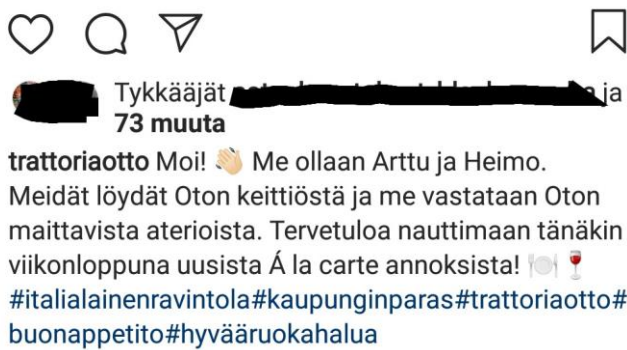 Tykkääjät ja
73 muuta
trattoriaotto Moi! 👋🏻 Me ollaan Arttu ja Heimo.
Meidät löydät Oton keittiöstä ja me vastataan Oton
maittavista aterioista. Tervetuloa nauttimaan tänäkin
viikonloppuna uusista Á la carte annoksista! 🍽️🍷
#italialainenravintola#kaupunginparas#trattoriaotto#
buonappetito#hyvääruokahalua